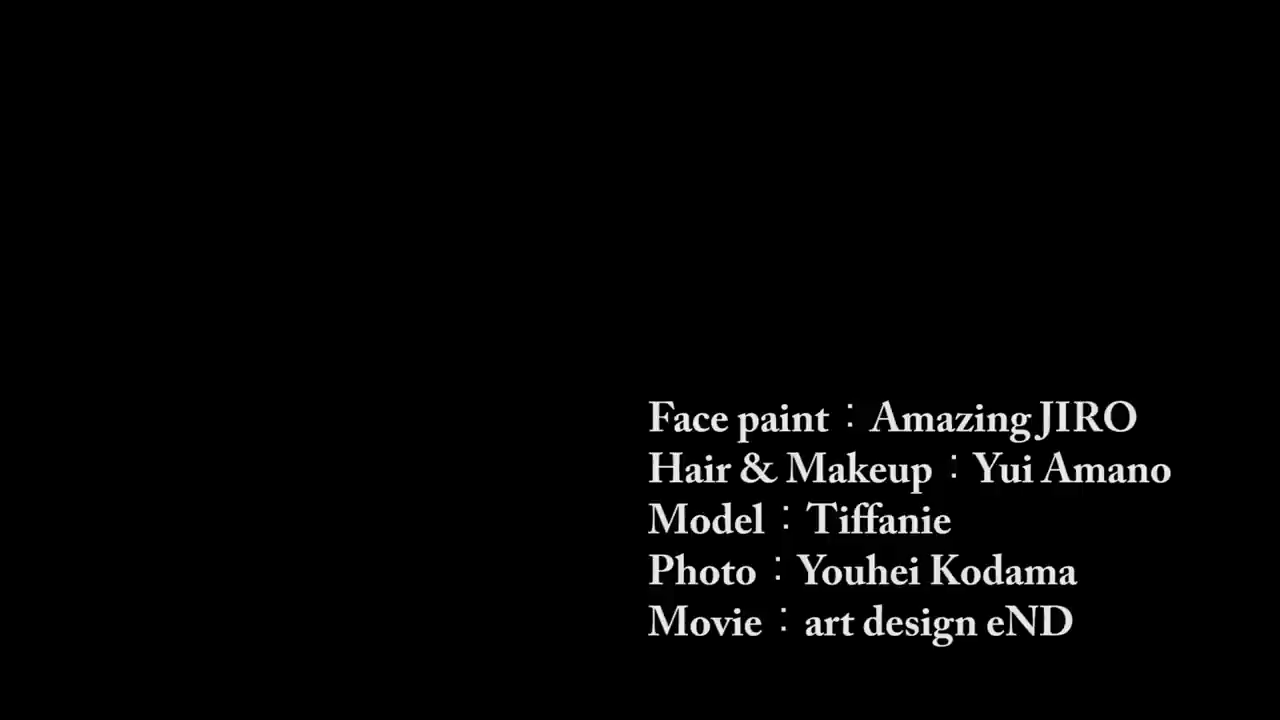 Face paint：Amazing JIRO
Hair & Makeup：Yui Amano
Model：Tiffanie
Photo：Youhei Kodama
Movie：art design eND